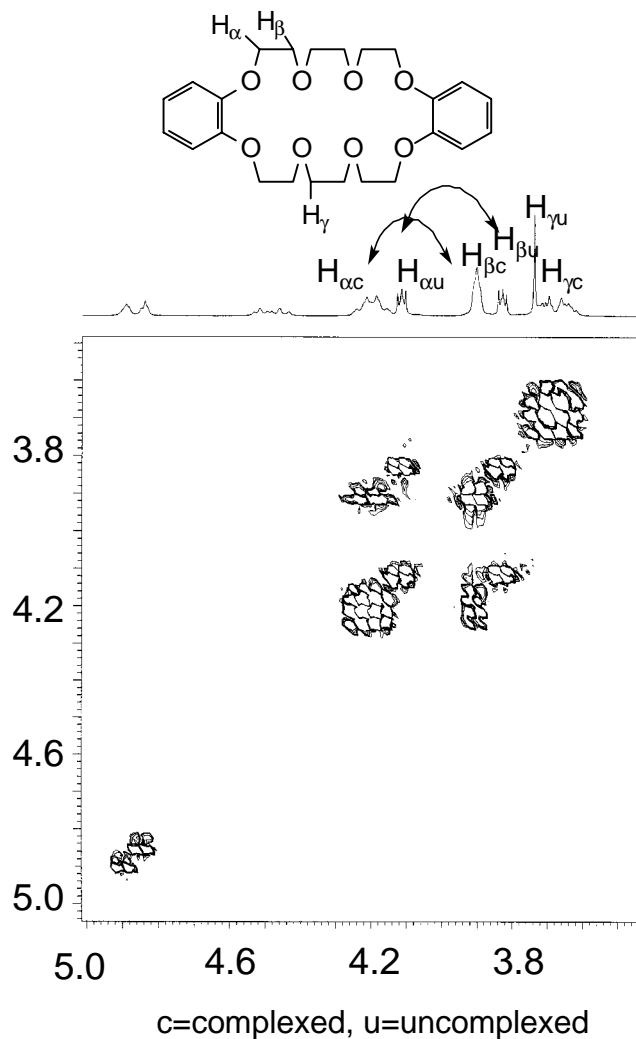 Hα Hβ
O O O O
O O O O
Hγ
Hγu
Hβu
Hαc Hαu Hβc Hγc
3.8
4.2
4.6
5.0
5.0 4.6 4.2 3.8
c=complexed, u=uncomplexed